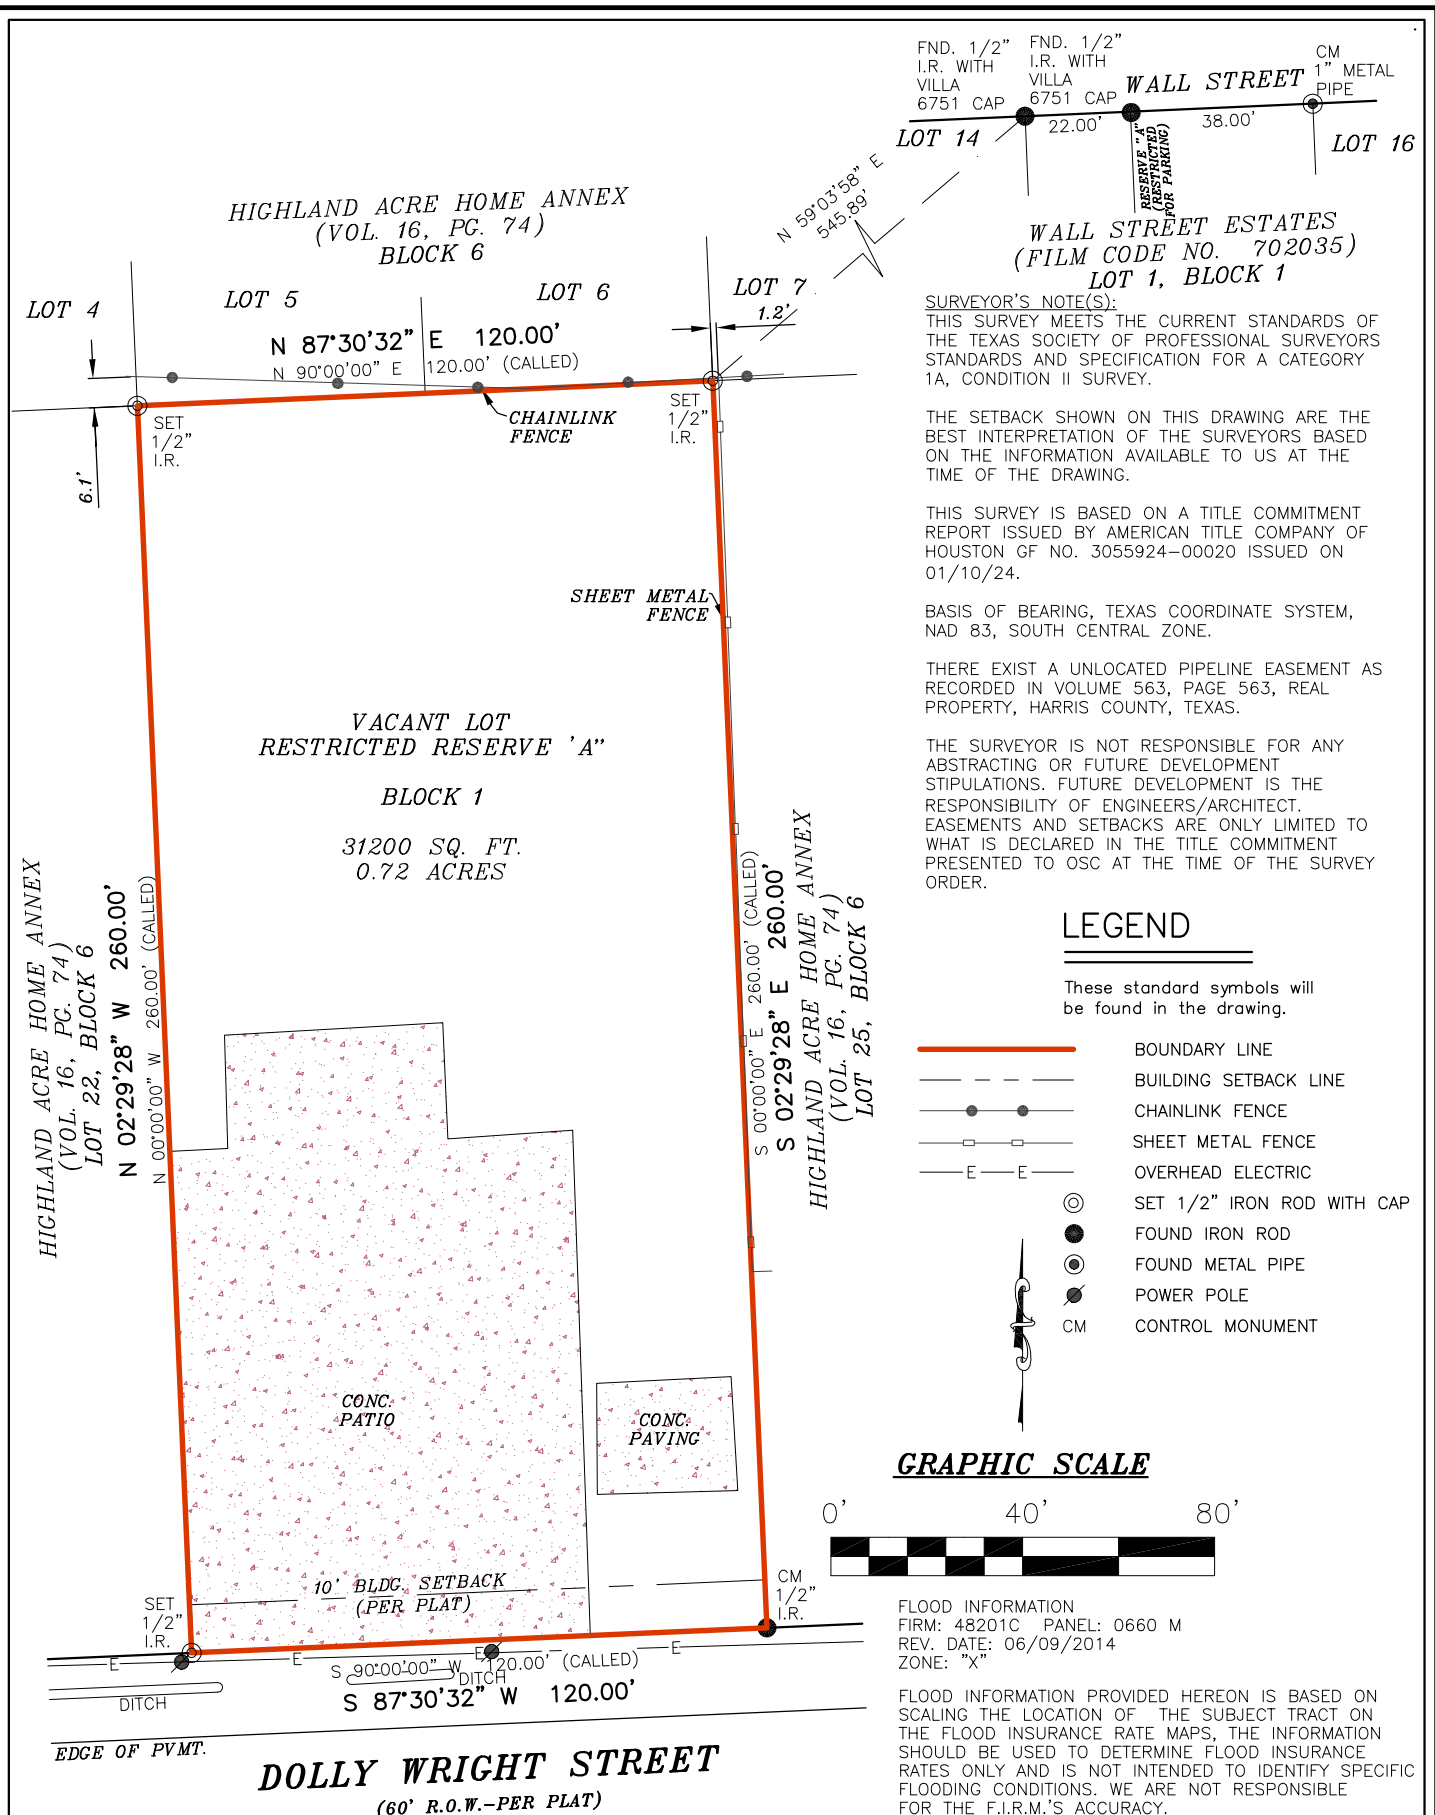 FND. 1/2"
I.R. WITH
VILLA
6751 CAP
FND. 1/2"
I.R. WITH
VILLA
6751 CAP
WALL STREET
CM
1" METAL
PIPE
22.00'
38.00'
LOT 14
RESERVE "A"
(RESTRICTED
FOR PARKING)
LOT 16
N 59°03'58" E
545.89'
WALL STREET ESTATES
(FILM CODE NO. 702035)
LOT 1, BLOCK 1
HIGHLAND ACRE HOME ANNEX
(VOL. 16, PG. 74)
BLOCK 6
LOT 4
LOT 5
LOT 6
LOT 7
1.2'
N 87°30'32" E 120.00'
N 90°00'00" E 120.00' (CALLED)
SET
1/2"
I.R.
CHAINLINK
FENCE
SET
1/2"
I.R.
6.1'
SHEET METAL
FENCE
VACANT LOT
RESTRICTED RESERVE 'A"
BLOCK 1
31200 SQ. FT.
0.72 ACRES
HIGHLAND ACRE HOME ANNEX
(VOL. 16, PG. 74)
LOT 22, BLOCK 6
N 02°29'28" W 260.00'
N 00°00'00" W 260.00' (CALLED)
S 00°00'00" E 260.00' (CALLED)
S 02°29'28" E 260.00'
HIGHLAND ACRE HOME ANNEX
(VOL. 16, PG. 74)
LOT 25, BLOCK 6
CONC.
PATIO
CONC.
PAVING
10' BLDG. SETBACK
(PER PLAT)
SET
1/2"
I.R.
CM
1/2"
I.R.
E
E
E
E
S 90°00'00" W 120.00' (CALLED)
DITCH
DITCH
S 87°30'32" W 120.00'
EDGE OF PVMT.
DOLLY WRIGHT STREET
(60' R.O.W.-PER PLAT)
SURVEYOR'S NOTE(S):
THIS SURVEY MEETS THE CURRENT STANDARDS OF
THE TEXAS SOCIETY OF PROFESSIONAL SURVEYORS
STANDARDS AND SPECIFICATION FOR A CATEGORY
1A, CONDITION II SURVEY.
THE SETBACK SHOWN ON THIS DRAWING ARE THE
BEST INTERPRETATION OF THE SURVEYORS BASED
ON THE INFORMATION AVAILABLE TO US AT THE
TIME OF THE DRAWING.
THIS SURVEY IS BASED ON A TITLE COMMITMENT
REPORT ISSUED BY AMERICAN TITLE COMPANY OF
HOUSTON GF NO. 3055924-00020 ISSUED ON
01/10/24.
BASIS OF BEARING, TEXAS COORDINATE SYSTEM,
NAD 83, SOUTH CENTRAL ZONE.
THERE EXIST A UNLOCATED PIPELINE EASEMENT AS
RECORDED IN VOLUME 563, PAGE 563, REAL
PROPERTY, HARRIS COUNTY, TEXAS.
THE SURVEYOR IS NOT RESPONSIBLE FOR ANY
ABSTRACTING OR FUTURE DEVELOPMENT
STIPULATIONS. FUTURE DEVELOPMENT IS THE
RESPONSIBILITY OF ENGINEERS/ARCHITECT.
EASEMENTS AND SETBACKS ARE ONLY LIMITED TO
WHAT IS DECLARED IN THE TITLE COMMITMENT
PRESENTED TO OSC AT THE TIME OF THE SURVEY
ORDER.
LEGEND
These standard symbols will
be found in the drawing.
BOUNDARY LINE
BUILDING SETBACK LINE
CHAINLINK FENCE
SHEET METAL FENCE
E E OVERHEAD ELECTRIC
SET 1/2" IRON ROD WITH CAP
FOUND IRON ROD
FOUND METAL PIPE
POWER POLE
CM CONTROL MONUMENT
GRAPHIC SCALE
0' 40' 80'
FLOOD INFORMATION
FIRM: 48201C PANEL: 0660 M
REV. DATE: 06/09/2014
ZONE: "X"
FLOOD INFORMATION PROVIDED HEREON IS BASED ON
SCALING THE LOCATION OF THE SUBJECT TRACT ON
THE FLOOD INSURANCE RATE MAPS, THE INFORMATION
SHOULD BE USED TO DETERMINE FLOOD INSURANCE
RATES ONLY AND IS NOT INTENDED TO IDENTIFY SPECIFIC
FLOODING CONDITIONS. WE ARE NOT RESPONSIBLE
FOR THE F.I.R.M.'S ACCURACY.